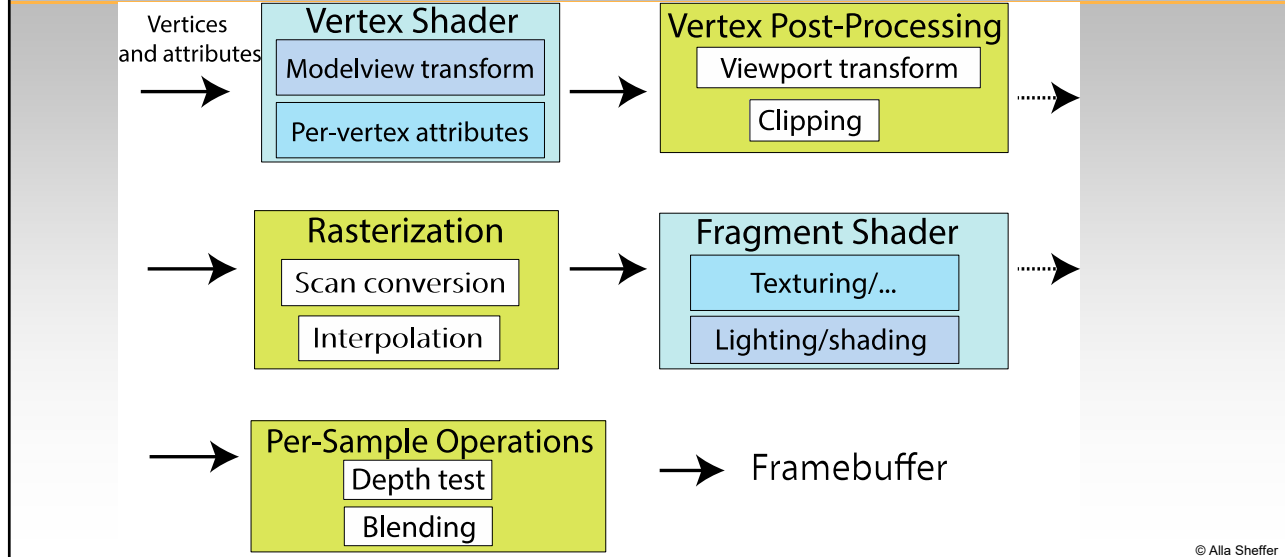 Vertices
and attributes
Vertex Shader
Modelview transform
Per-vertex attributes
Vertex Post-Processing
Viewport transform
Clipping
Rasterization
Scan conversion
Interpolation
Fragment Shader
Texturing/...
Lighting/shading
Per-Sample Operations
Depth test
Blending
Framebuffer
© Alla Sheffer